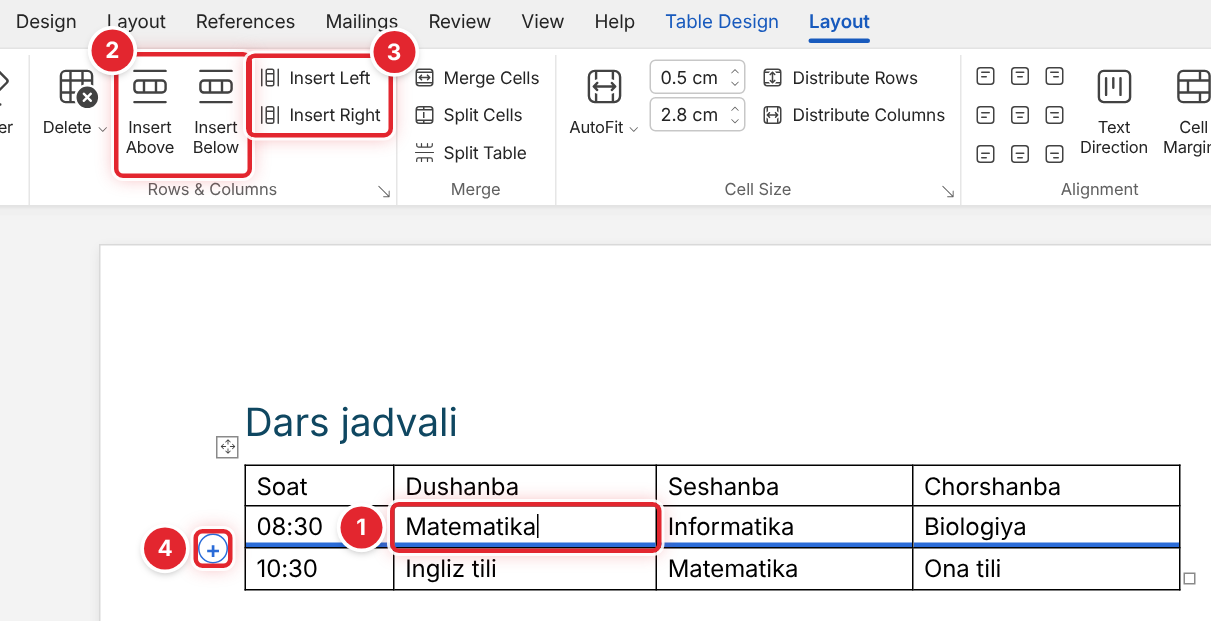 Design Layout References Mailings Review View Help Table Design Layout
2 3
Insert Left Merge Cells 0.5 cm Distribute Rows
Insert Right Split Cells 2.8 cm Distribute Columns
er Delete Insert Above Insert Below AutoFit Text Direction Cell
Split Table
Rows & Columns Merge Cell Size Alignment
Dars jadvali
Soat Dushanba Seshanba Chorshanba
08:30 1 Matematika Informatika Biologiya
4 +
10:30 Ingliz tili Matematika Ona tili